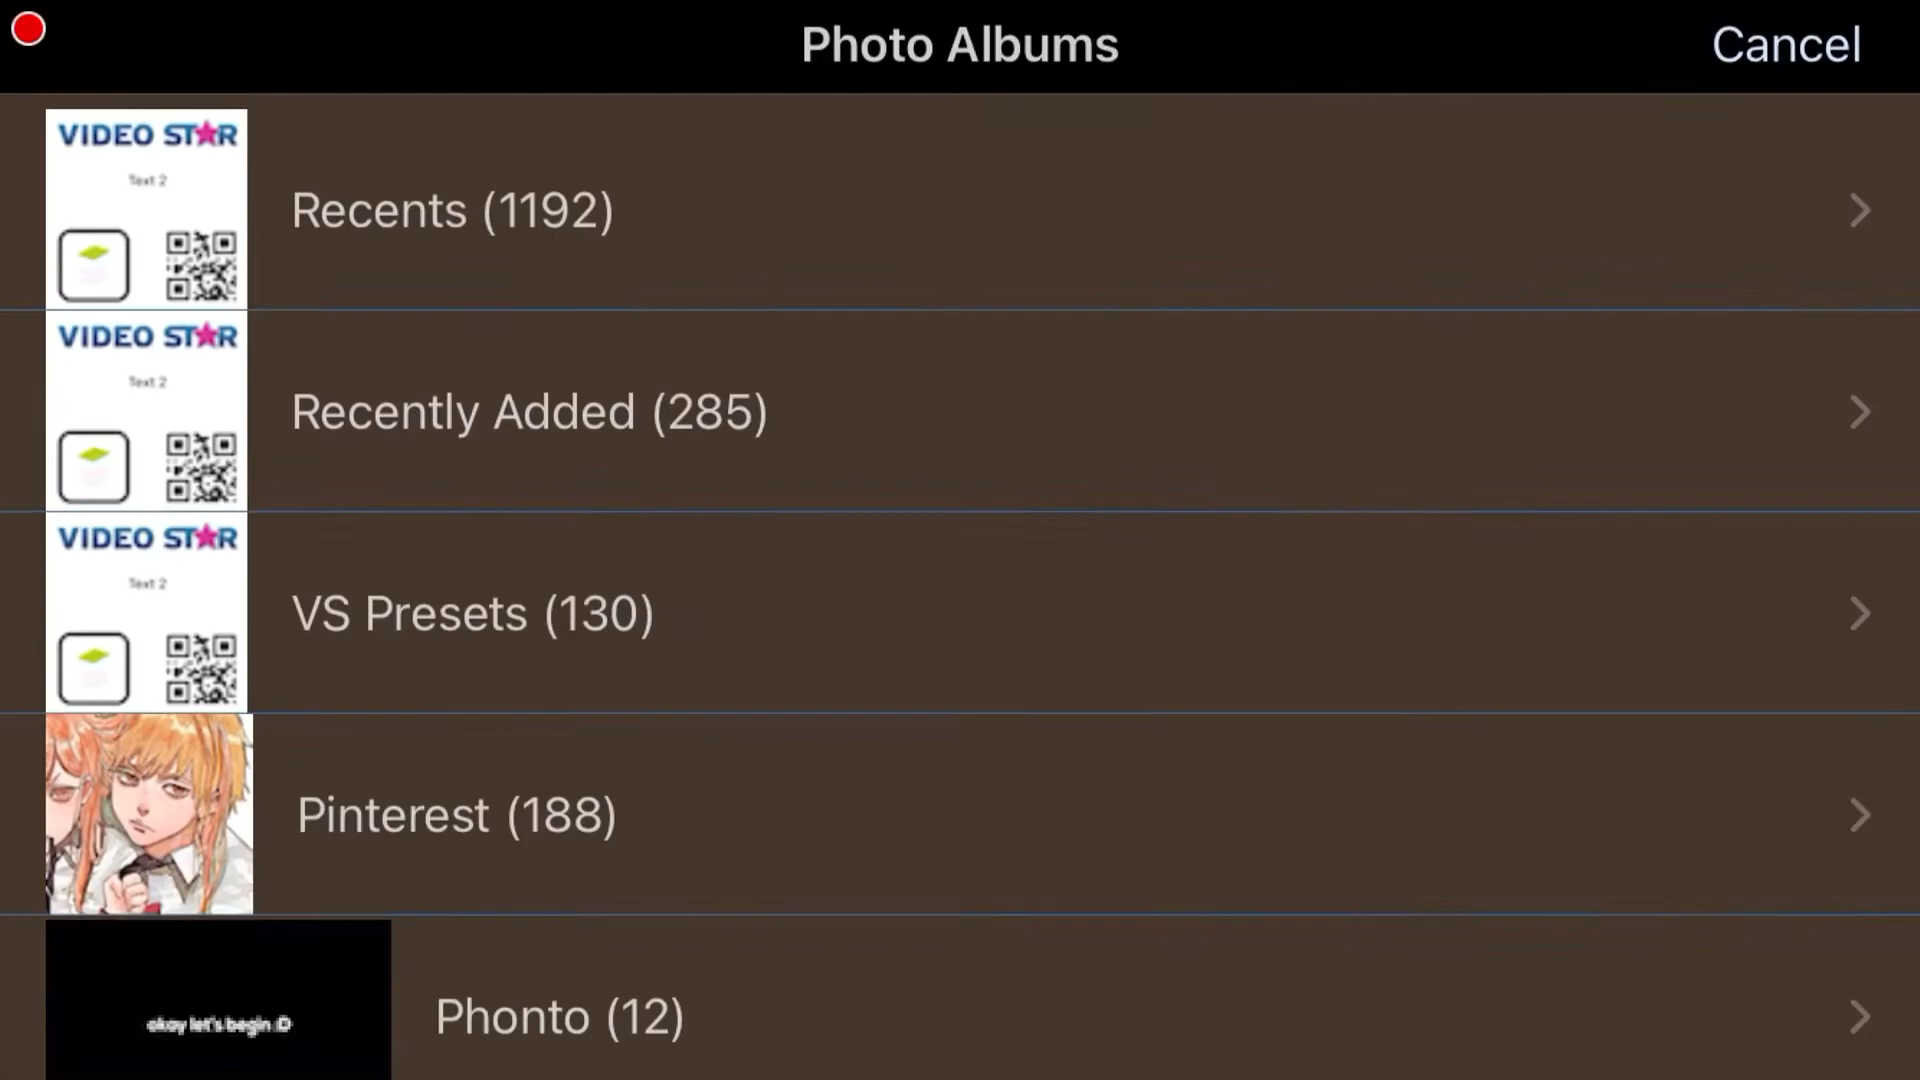 Photo Albums
Cancel
VIDEO STAR
Text 2
Recents (1192)
VIDEO STAR
Text 2
Recently Added (285)
VIDEO STAR
Text 2
VS Presets (130)
Pinterest (188)
okay let's begin :D
Phonto (12)